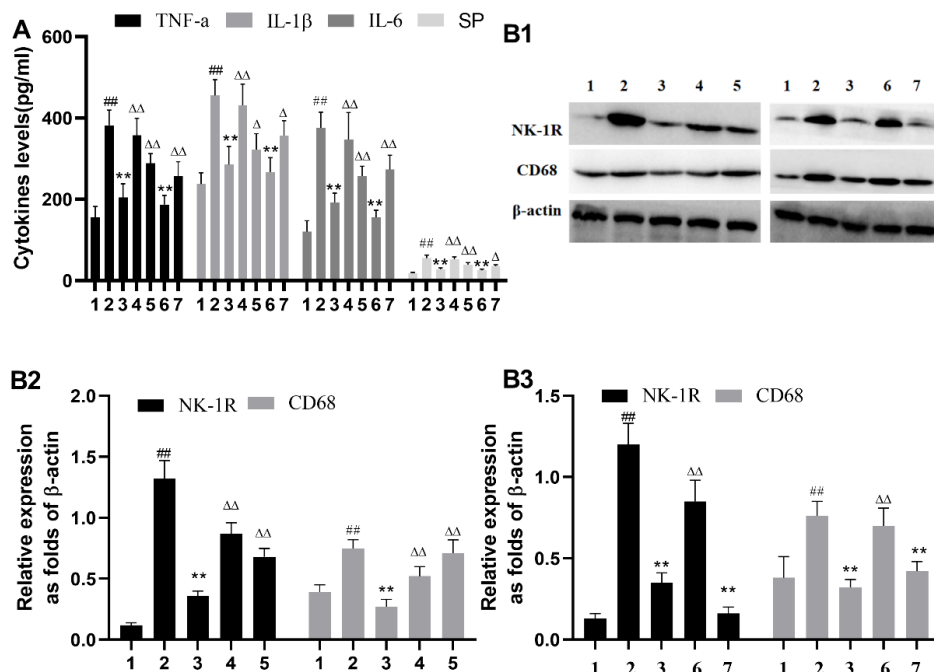 A
TNF-a IL-1β IL-6 SP
Cytokines levels(pg/ml)
600
400
200
0
## ** ΔΔ ΔΔ ** ΔΔ
## ** ΔΔ Δ ** Δ
## ** ΔΔ ΔΔ ** ΔΔ
## ** ΔΔ ΔΔ ** Δ
1 2 3 4 5 6 7 1 2 3 4 5 6 7 1 2 3 4 5 6 7 1 2 3 4 5 6 7
B1
1 2 3 4 5 1 2 3 6 7
NK-1R
CD68
β-actin
B2
NK-1R CD68
Relative expression
as folds of β-actin
2.0
1.5
1.0
0.5
0.0
## ** ΔΔ ΔΔ
## ** ΔΔ ΔΔ
1 2 3 4 5 1 2 3 4 5
B3
NK-1R CD68
Relative expression
as folds of β-actin
1.5
1.0
0.5
0.0
## ** ΔΔ **
## ** ΔΔ **
1 2 3 6 7 1 2 3 6 7